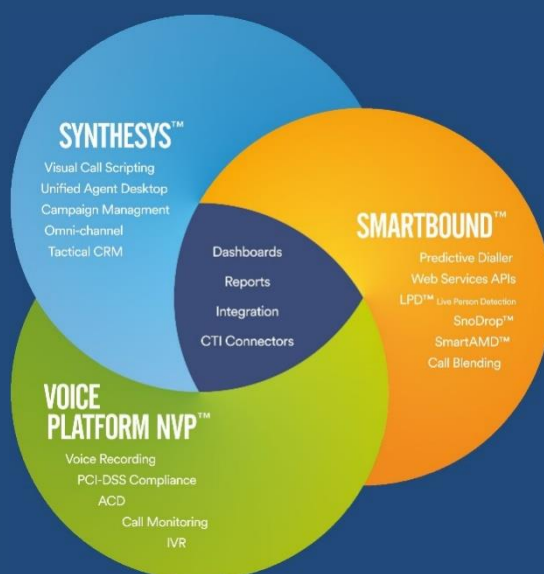 SYNTHESYS™
Visual Call Scripting
Unified Agent Desktop
Campaign Managment
Omni-channel
Tactical CRM
SMARTBOUND™
Predictive Dialler
Web Services APIs
LPD™ Live Person Detection
SnoDrop™
SmartAMD™
Call Blending
Dashboards
Reports
Integration
CTI Connectors
VOICE
PLATFORM NVP™
Voice Recording
PCI-DSS Compliance
ACD
Call Monitoring
IVR